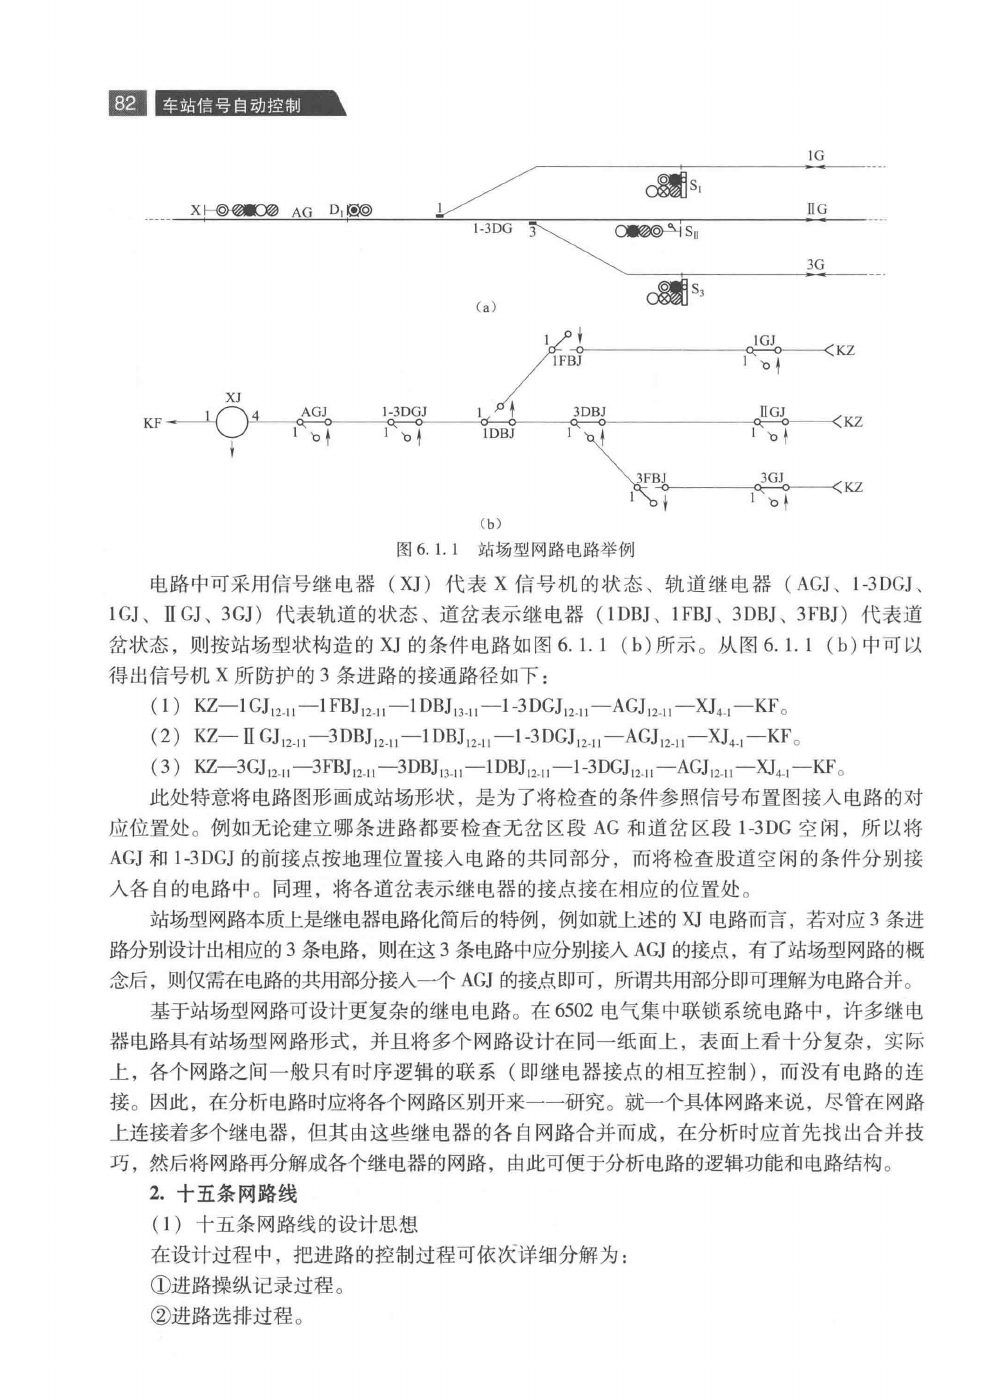 82 车站信号自动控制
1G
S₁
X AG D₁ 1 ⅡG
1-3DG 3 SⅡ
3G
S₃
(a)
1 1FBJ 1GJ 1 KZ
XJ
KF 1 4 AGJ 1 1-3DGJ 1 1 1DBJ 3DBJ 1 ⅡGJ 1 KZ
3FBJ 1 3GJ 1 KZ
(b)
图 6.1.1 站场型网路电路举例
电路中可采用信号继电器（XJ）代表 X 信号机的状态、轨道继电器（AGJ、1-3DGJ、
1GJ、ⅡGJ、3GJ）代表轨道的状态、道岔表示继电器（1DBJ、1FBJ、3DBJ、3FBJ）代表道
岔状态，则按站场型状构造的 XJ 的条件电路如图 6.1.1（b)所示。从图 6.1.1（b)中可以
得出信号机 X 所防护的 3 条进路的接通路径如下：
（1）KZ—1GJ₁₂₋₁₁—1FBJ₁₂₋₁₁—1DBJ₁₃₋₁₁—1-3DGJ₁₂₋₁₁—AGJ₁₂₋₁₁—XJ₄₋₁—KF。
（2）KZ—ⅡGJ₁₂₋₁₁—3DBJ₁₂₋₁₁—1DBJ₁₂₋₁₁—1-3DGJ₁₂₋₁₁—AGJ₁₂₋₁₁—XJ₄₋₁—KF。
（3）KZ—3GJ₁₂₋₁₁—3FBJ₁₂₋₁₁—3DBJ₁₃₋₁₁—1DBJ₁₂₋₁₁—1-3DGJ₁₂₋₁₁—AGJ₁₂₋₁₁—XJ₄₋₁—KF。
此处特意将电路图形画成站场形状，是为了将检查的条件参照信号布置图接入电路的对
应位置处。例如无论建立哪条进路都要检查无岔区段 AG 和道岔区段 1-3DG 空闲，所以将
AGJ 和 1-3DGJ 的前接点按地理位置接入电路的共同部分，而将检查股道空闲的条件分别接
入各自的电路中。同理，将各道岔表示继电器的接点接在相应的位置处。
站场型网路本质上是继电器电路化简后的特例，例如就上述的 XJ 电路而言，若对应 3 条进
路分别设计出相应的 3 条电路，则在这 3 条电路中应分别接入 AGJ 的接点，有了站场型网路的概
念后，则仅需在电路的共用部分接入一个 AGJ 的接点即可，所谓共用部分即可理解为电路合并。
基于站场型网路可设计更复杂的继电电路。在 6502 电气集中联锁系统电路中，许多继电
器电路具有站场型网路形式，并且将多个网路设计在同一纸面上，表面上看十分复杂，实际
上，各个网路之间一般只有时序逻辑的联系（即继电器接点的相互控制），而没有电路的连
接。因此，在分析电路时应将各个网路区别开来一一研究。就一个具体网路来说，尽管在网路
上连接着多个继电器，但其由这些继电器的各自网路合并而成，在分析时应首先找出合并技
巧，然后将网路再分解成各个继电器的网路，由此可便于分析电路的逻辑功能和电路结构。
2. 十五条网路线
（1）十五条网路线的设计思想
在设计过程中，把进路的控制过程可依次详细分解为：
①进路操纵记录过程。
②进路选排过程。